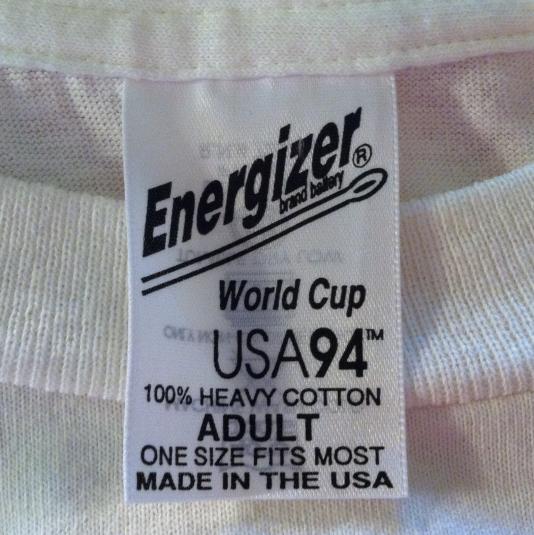 Energizer®
brand battery
World Cup
USA94™
100% HEAVY COTTON
ADULT
ONE SIZE FITS MOST
MADE IN THE USA